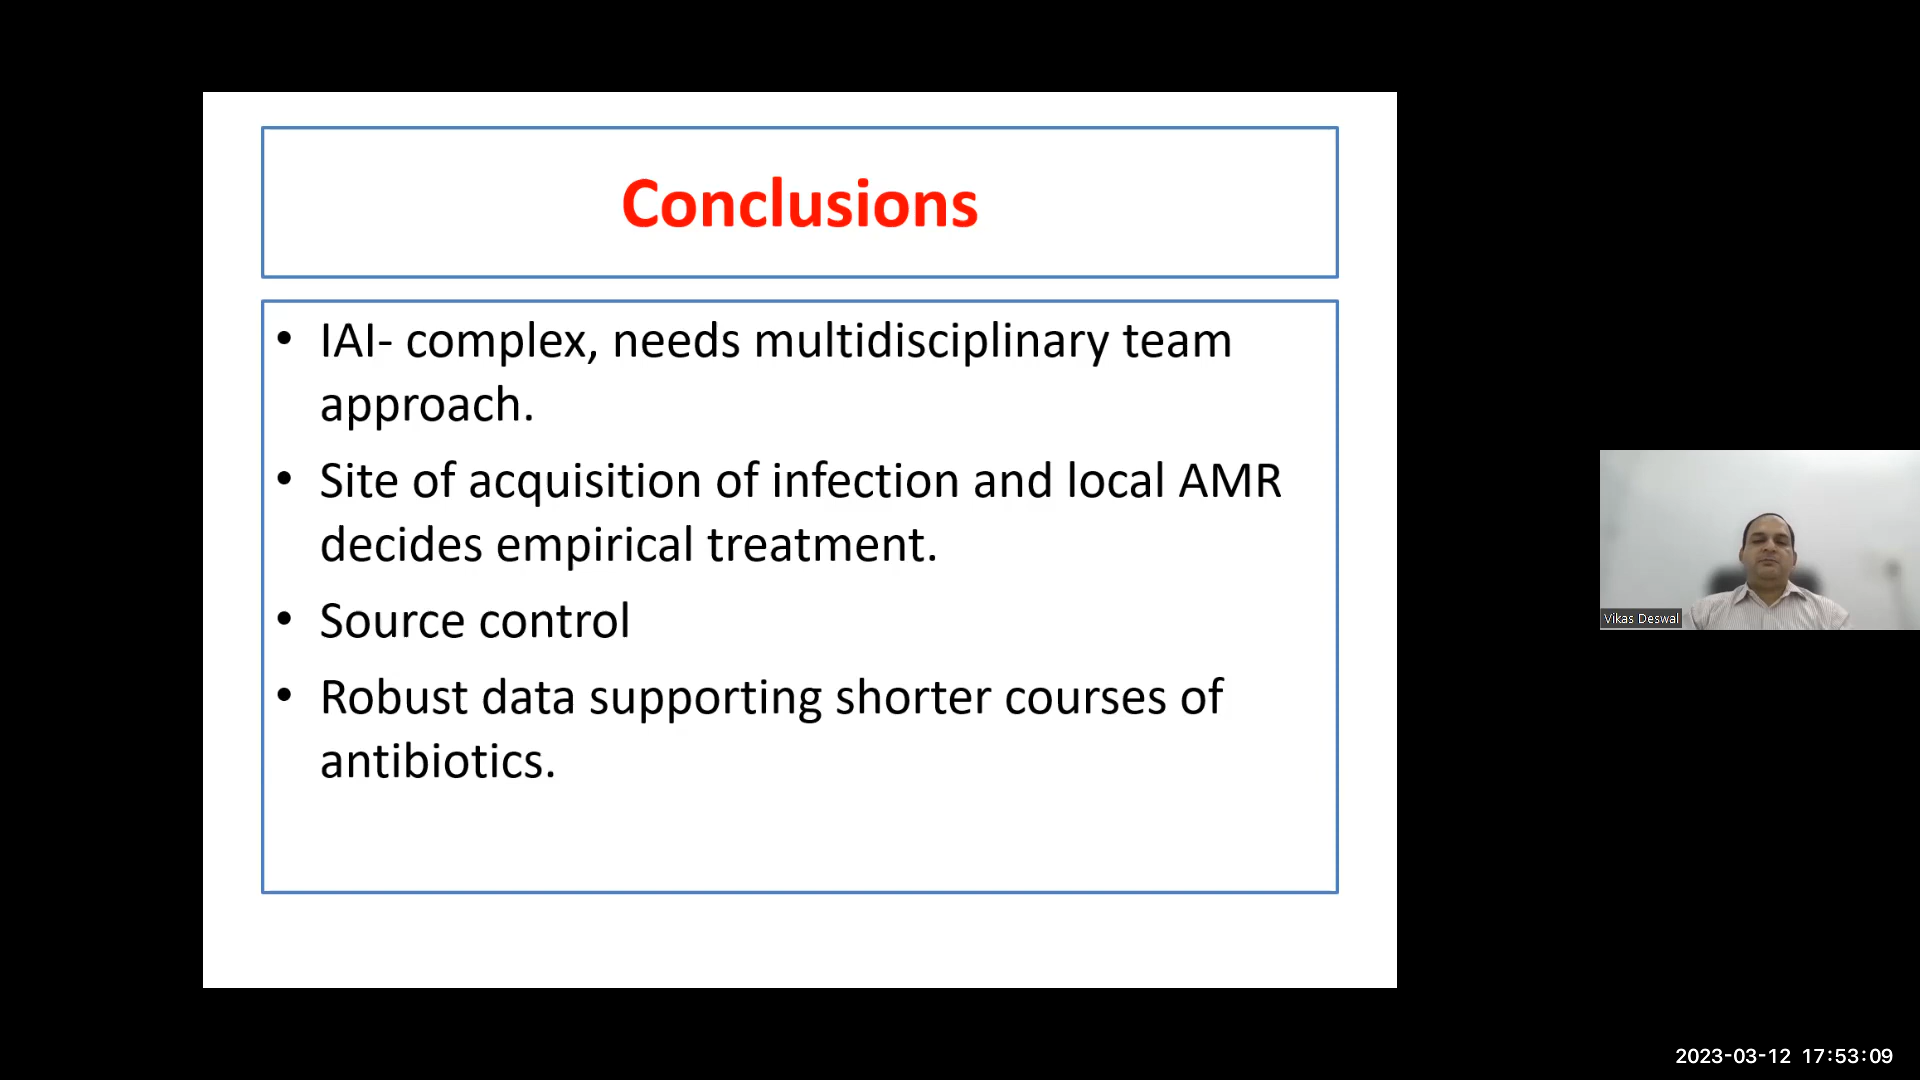 Conclusions
• IAI- complex, needs multidisciplinary team
approach.
• Site of acquisition of infection and local AMR
decides empirical treatment.
• Source control
• Robust data supporting shorter courses of
antibiotics.
Vikas Deswal
2023-03-12 17:53:09